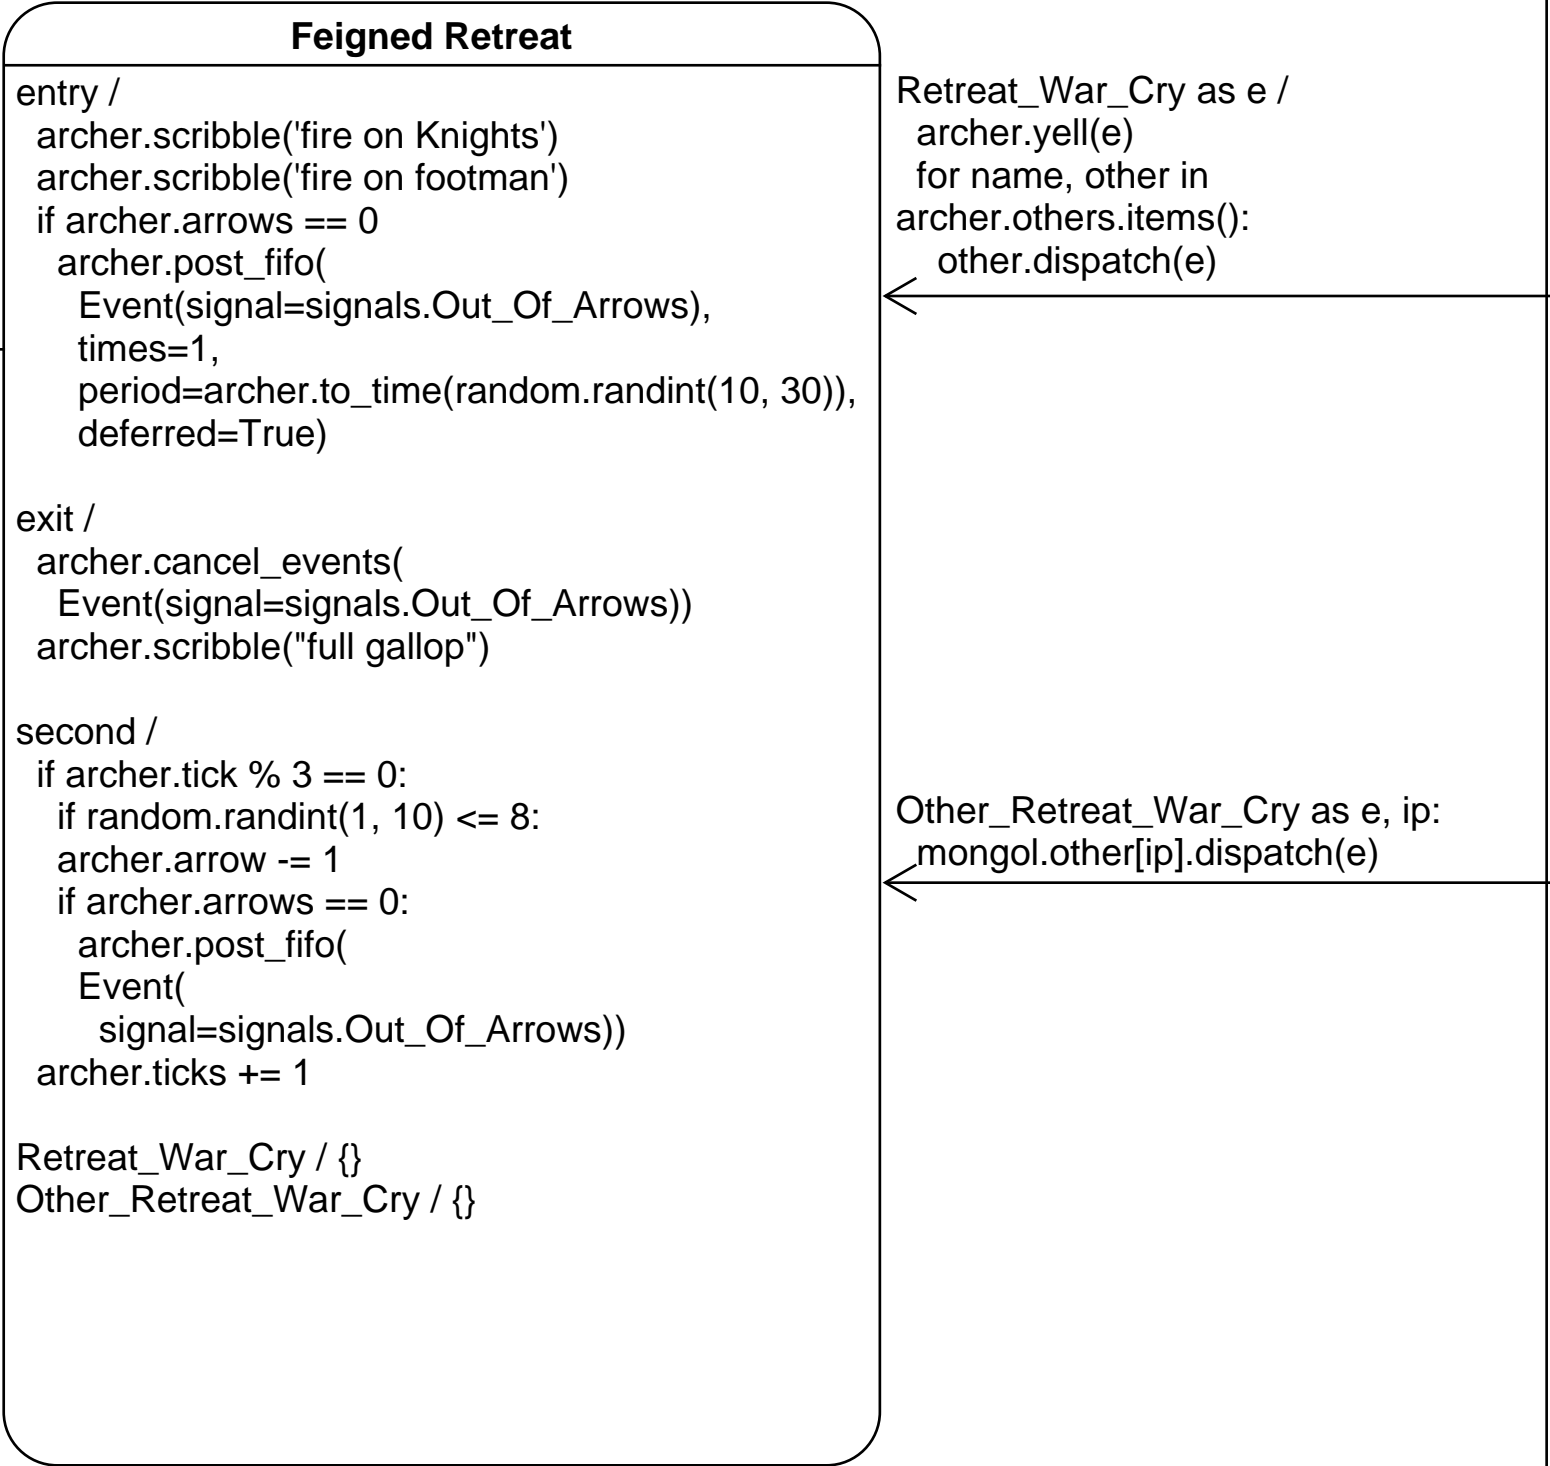 Feigned Retreat
entry /
archer.scribble('fire on Knights')
archer.scribble('fire on footman')
if archer.arrows == 0
archer.post_fifo(
Event(signal=signals.Out_Of_Arrows),
times=1,
period=archer.to_time(random.randint(10, 30)),
deferred=True)
exit /
archer.cancel_events(
Event(signal=signals.Out_Of_Arrows))
archer.scribble("full gallop")
second /
if archer.tick % 3 == 0:
if random.randint(1, 10) <= 8:
archer.arrow -= 1
if archer.arrows == 0:
archer.post_fifo(
Event(
signal=signals.Out_Of_Arrows))
archer.ticks += 1
Retreat_War_Cry / {}
Other_Retreat_War_Cry / {}
Retreat_War_Cry as e /
archer.yell(e)
for name, other in
archer.others.items():
other.dispatch(e)
Other_Retreat_War_Cry as e, ip:
mongol.other[ip].dispatch(e)